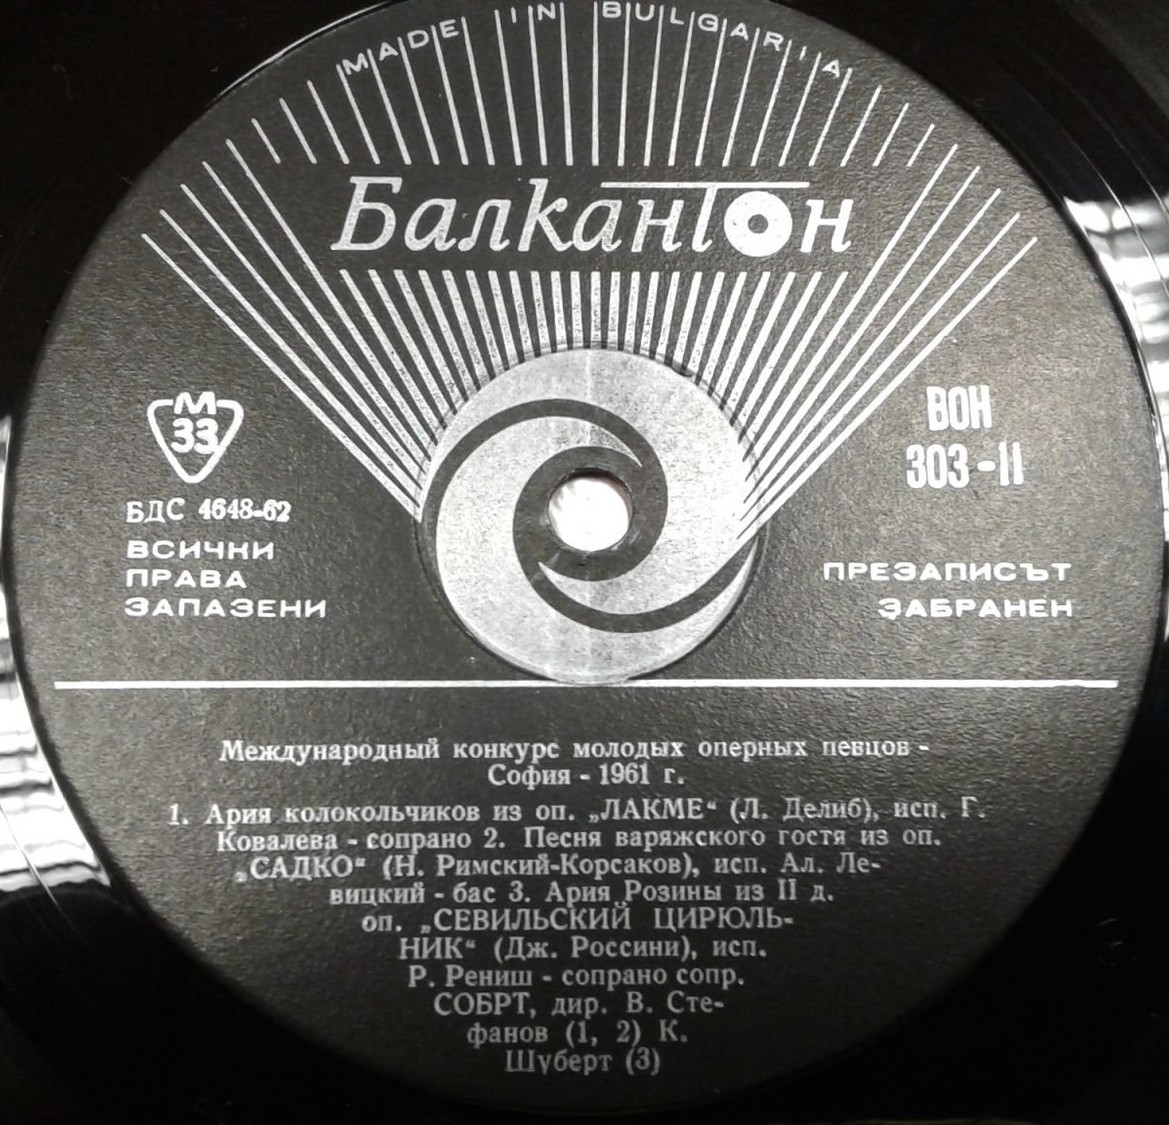 MADE IN BULGARIA
Балкантон
М
33
БДС 4648-62
ВСИЧКИ
ПРАВА
ЗАПАЗЕНИ
ВОН
303-II
ПРЕЗАПИСЪТ
ЗАБРАНЕН
Международный конкурс молодых оперных певцов -
София - 1961 г.
1. Ария колокольчиков из оп. „ЛАКМЕ“ (Л. Делиб), исп. Г.
Ковалева - сопрано 2. Песня варяжского гостя из оп.
„САДКО“ (Н. Римский-Корсаков), исп. Ал. Ле-
вицкий - бас 3. Ария Розины из II д.
оп. „СЕВИЛЬСКИЙ ЦИРЮЛЬ-
НИК“ (Дж. Россини), исп.
Р. Рениш - сопрано сопр.
СОБРТ, дир. В. Сте-
фанов (1, 2) К.
Шуберт (3)